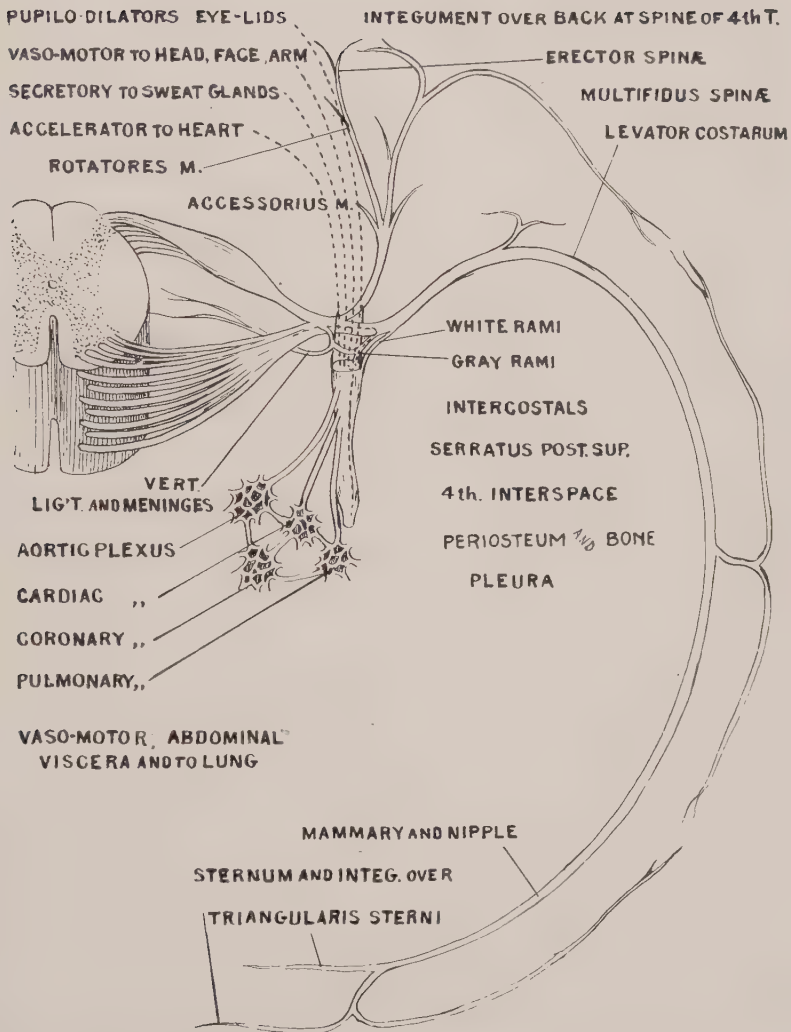 PUPILO-DILATORS EYE-LIDS
INTEGUMENT OVER BACK AT SPINE OF 4th T.
VASO-MOTOR TO HEAD, FACE, ARM
ERECTOR SPINÆ
SECRETORY TO SWEAT GLANDS
MULTIFIDUS SPINÆ
ACCELERATOR TO HEART
LEVATOR COSTARUM
ROTATORES M.
ACCESSORIUS M.
WHITE RAMI
GRAY RAMI
INTERCOSTALS
SERRATUS POST. SUP.
4th. INTERSPACE
PERIOSTEUM AND BONE
PLEURA
VERT.
LIG'T. AND MENINGES
AORTIC PLEXUS
CARDIAC ,,
CORONARY ,,
PULMONARY ,,
VASO-MOTOR, ABDOMINAL
VISCERA AND TO LUNG
MAMMARY AND NIPPLE
STERNUM AND INTEG. OVER
TRIANGULARIS STERNI